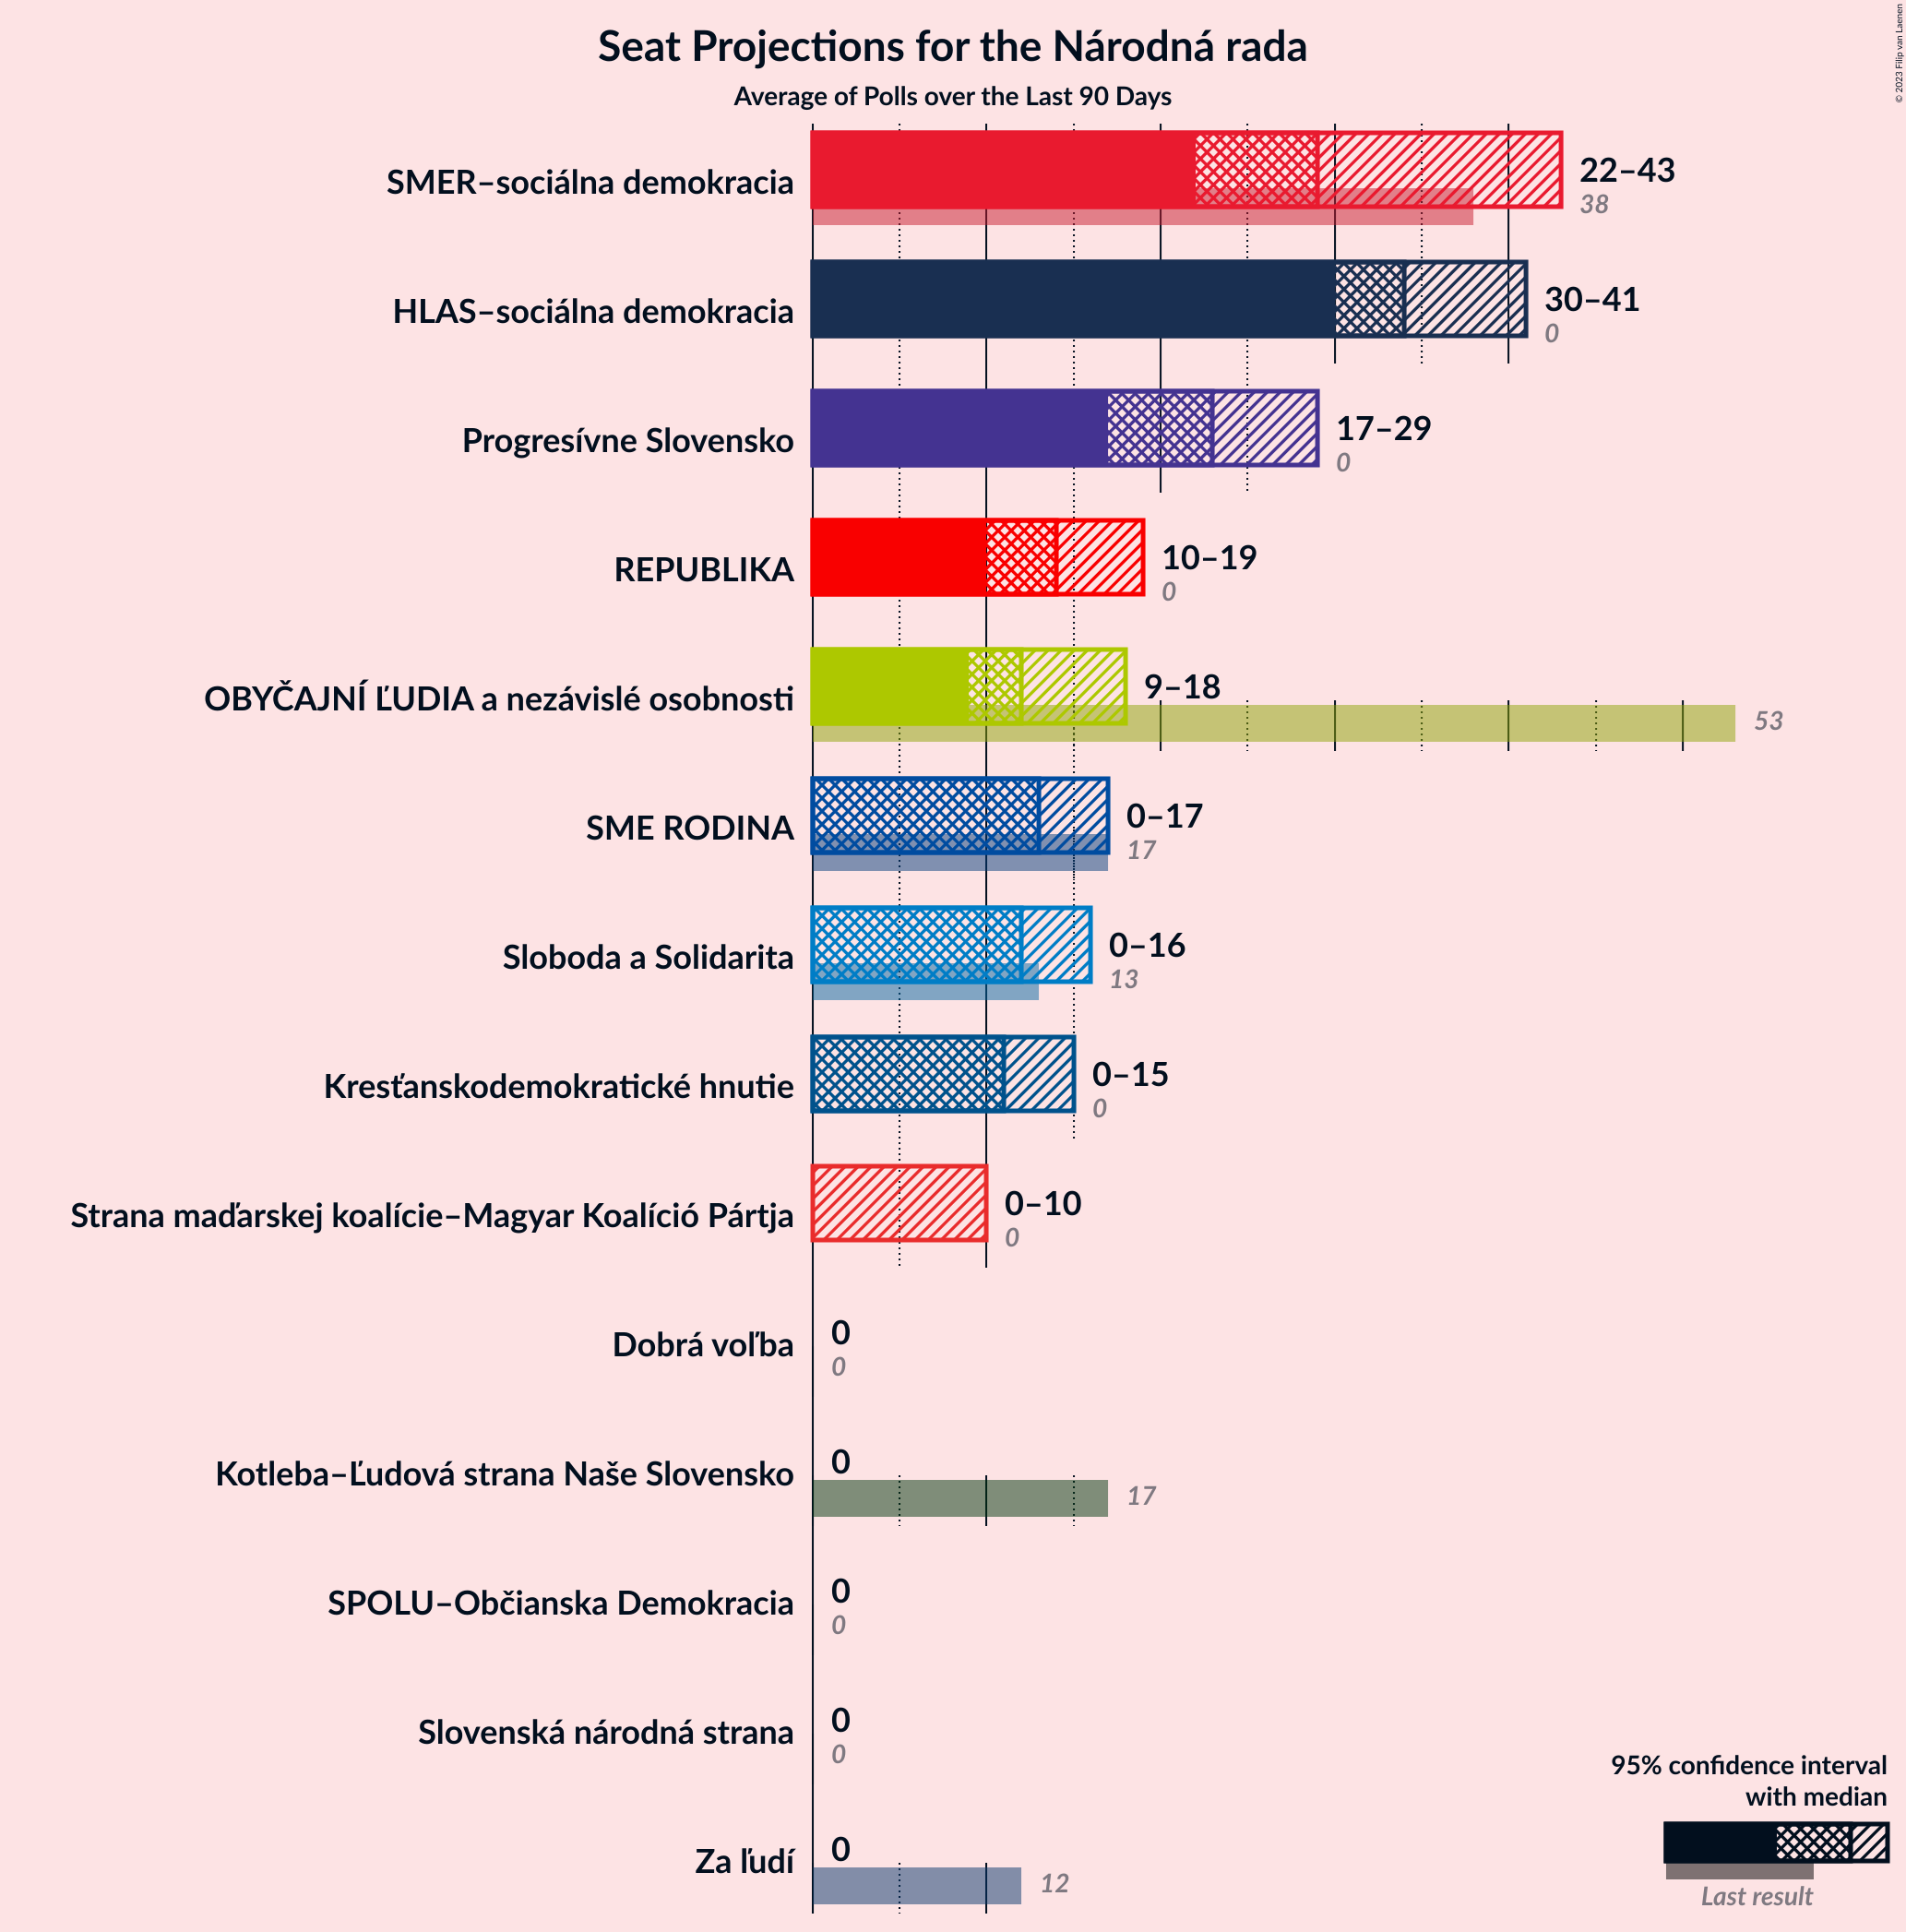 Seat Projections for the Národná rada
Average of Polls over the Last 90 Days
© 2023 Filip van Laenen
SMER–sociálna demokracia
22–43
38
HLAS–sociálna demokracia
30–41
0
Progresívne Slovensko
17–29
0
REPUBLIKA
10–19
0
OBYČAJNÍ ĽUDIA a nezávislé osobnosti
9–18
53
SME RODINA
0–17
17
Sloboda a Solidarita
0–16
13
Kresťanskodemokratické hnutie
0–15
0
Strana maďarskej koalície–Magyar Koalíció Pártja
0–10
0
Dobrá voľba
0
0
Kotleba–Ľudová strana Naše Slovensko
0
17
SPOLU–Občianska Demokracia
0
0
Slovenská národná strana
0
0
Za ľudí
0
12
95% confidence interval
with median
Last result